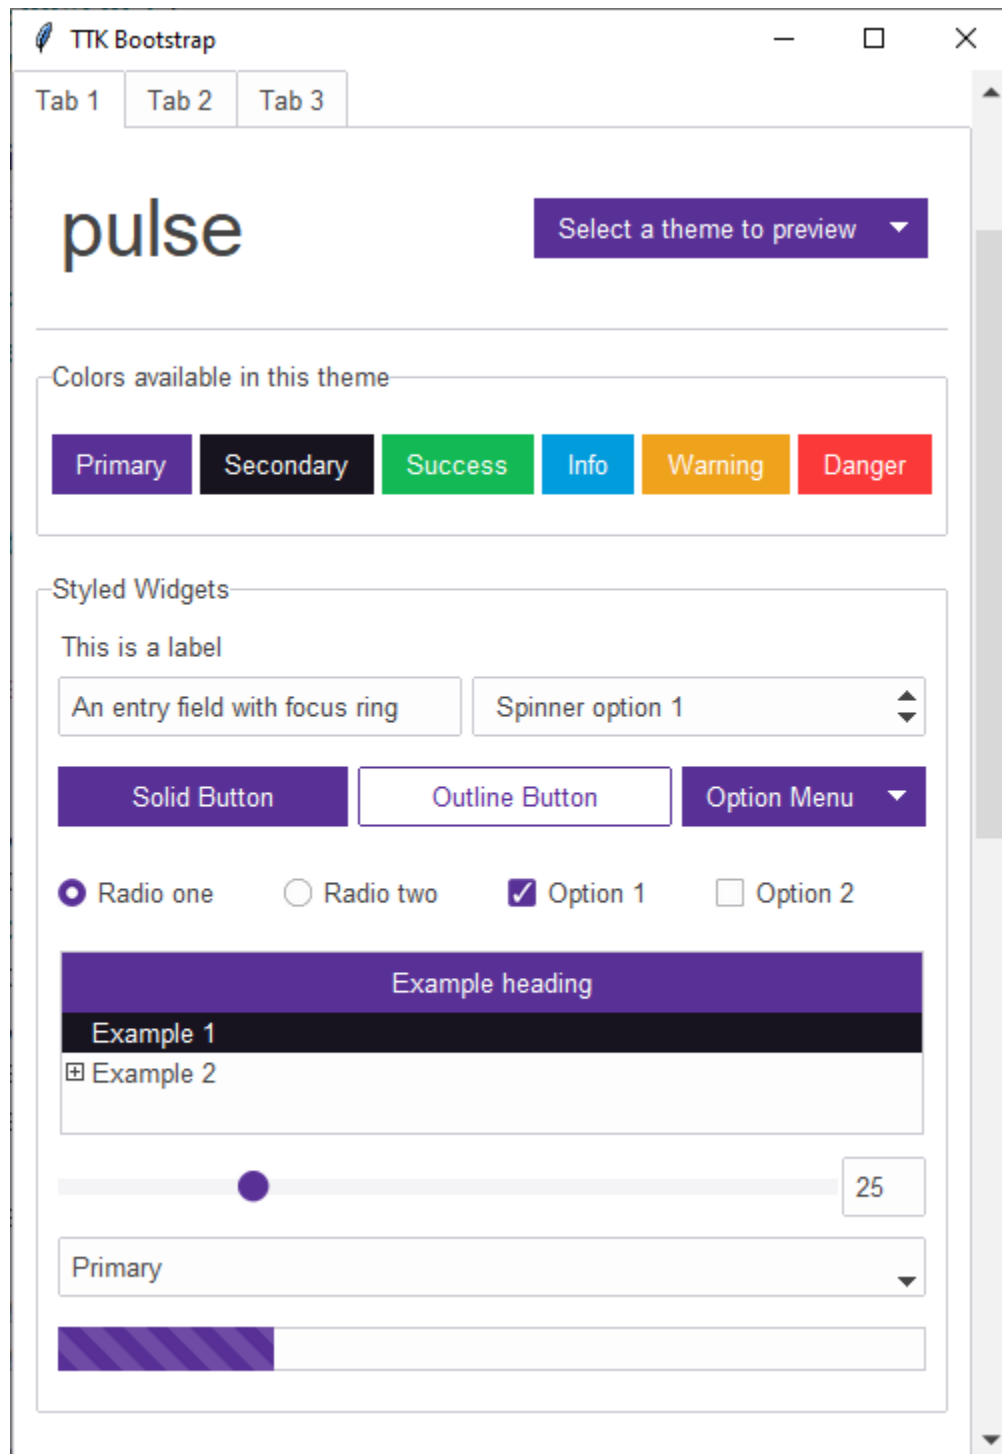 TTK Bootstrap
Tab 1 Tab 2 Tab 3
pulse Select a theme to preview
Colors available in this theme
Primary Secondary Success Info Warning Danger
Styled Widgets
This is a label
An entry field with focus ring Spinner option 1
Solid Button Outline Button Option Menu
Radio one Radio two Option 1 Option 2
Example heading
Example 1
Example 2
25
Primary